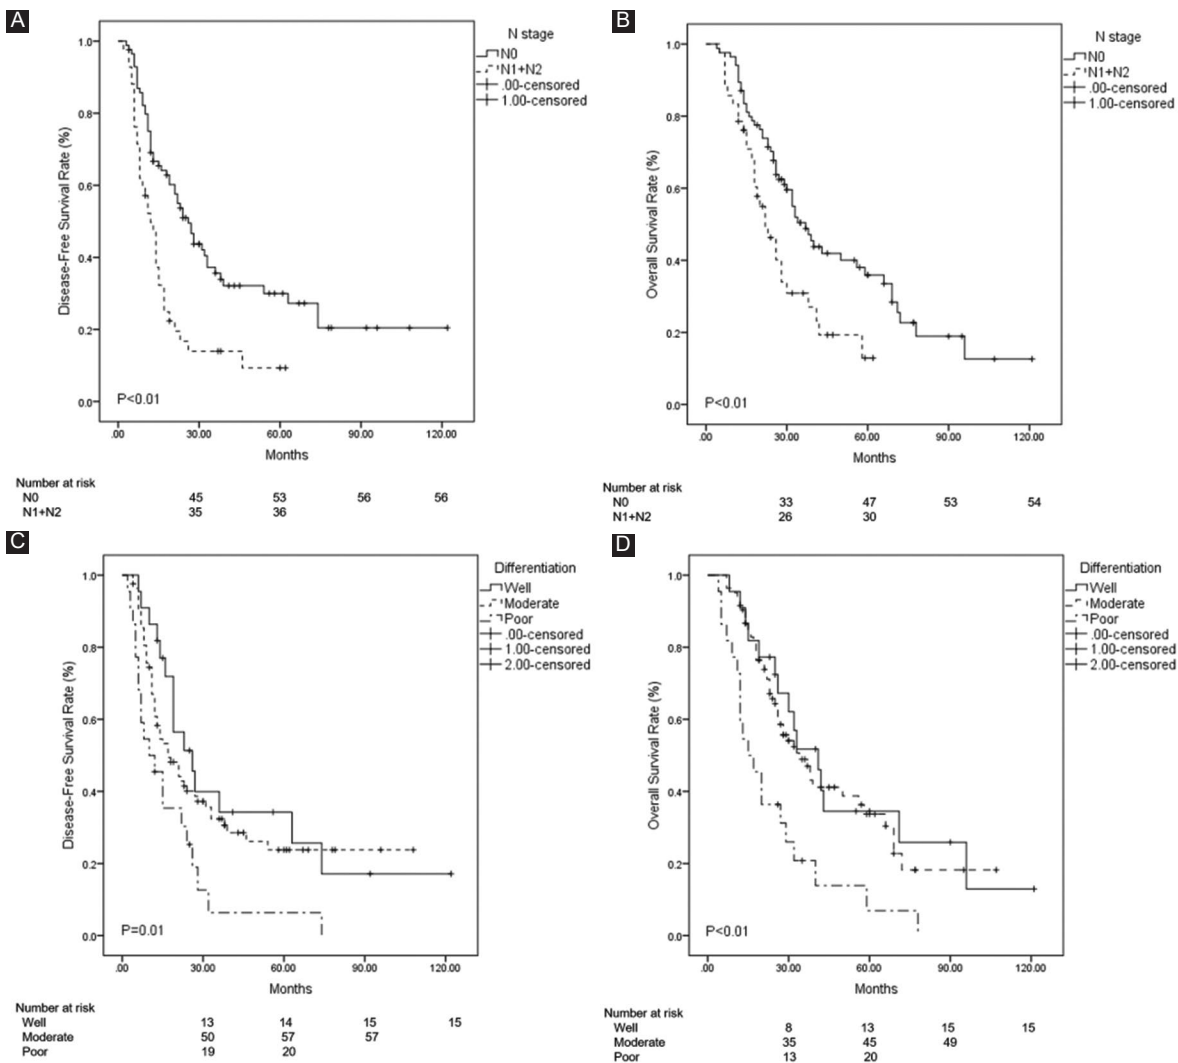 A
N stage
N0
N1+N2
.00-censored
1.00-censored
Disease-Free Survival Rate (%)
1.0
0.8
0.6
0.4
0.2
0.0
P<0.01
.00 30.00 60.00 90.00 120.00
Months
Number at risk
N0 45 53 56 56
N1+N2 35 36
B
N stage
N0
N1+N2
.00-censored
1.00-censored
Overall Survival Rate (%)
1.0
0.8
0.6
0.4
0.2
0.0
P<0.01
.00 30.00 60.00 90.00 120.00
Months
Number at risk
N0 33 47 53 54
N1+N2 26 30
C
Differentiation
Well
Moderate
Poor
.00-censored
1.00-censored
2.00-censored
Disease-Free Survival Rate (%)
1.0
0.8
0.6
0.4
0.2
0.0
P=0.01
.00 30.00 60.00 90.00 120.00
Months
Number at risk
Well 13 14 15 15
Moderate 50 57 57
Poor 19 20
D
Differentiation
Well
Moderate
Poor
.00-censored
1.00-censored
2.00-censored
Overall Survival Rate (%)
1.0
0.8
0.6
0.4
0.2
0.0
P<0.01
.00 30.00 60.00 90.00 120.00
Months
Number at risk
Well 8 13 15 15
Moderate 35 45 49
Poor 13 20